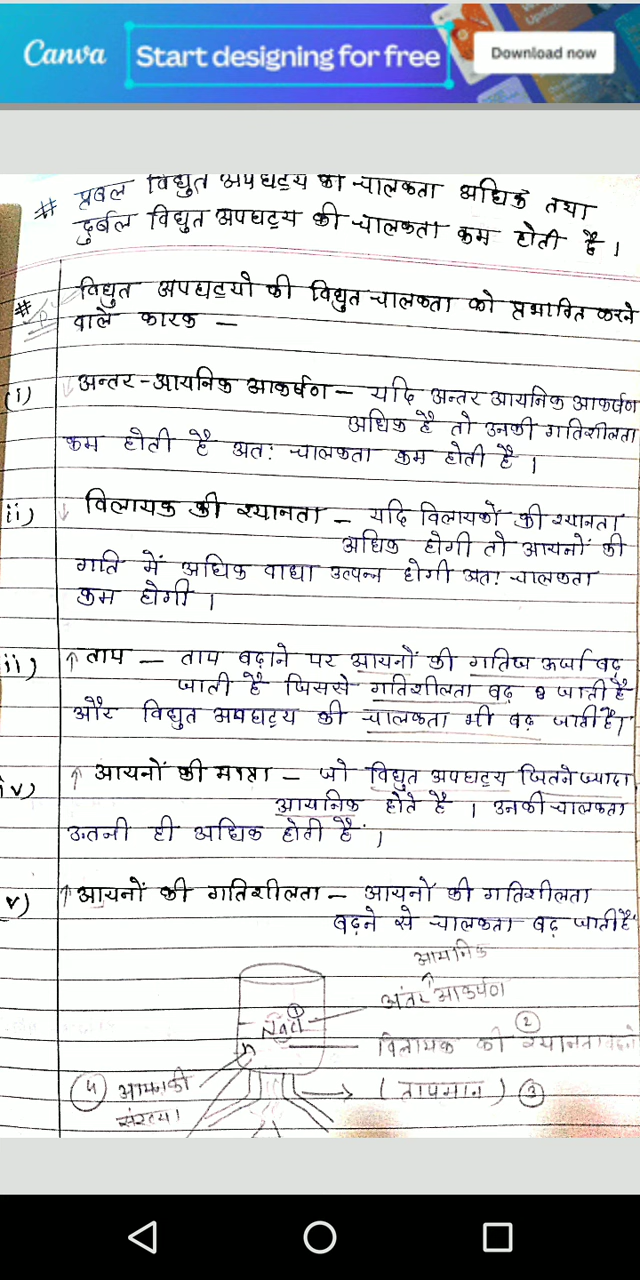 Canva Start designing for free Download now
# प्रबल विद्युत अपघट्य की चालकता अधिक तथा
दुर्बल विद्युत अपघट्य की चालकता कम होती है ।
# विद्युत अपघट्यो की विद्युत चालकता को प्रभावित करने
वाले कारक –
(i) ↓ अन्तर-आयनिक आकर्षण – यदि अन्तर आयनिक आकर्षण
अधिक है तो उनकी गतिशीलता
कम होती है अतः चालकता कम होती है ।
ii) ↓ विलायक की श्यानता – यदि विलायकों की श्यानता
अधिक होगी तो आयनों की
गति में अधिक वाधा उत्पन्न होगी अतः चालकता
कम होगी ।
ii) ↑ ताप – ताप बढ़ाने पर आयनों की गतिज ऊर्जा बढ़
जाती है जिससे गतिशीलता बढ़ जाती है
और विद्युत अपघट्य की चालकता भी बढ़ जाती है।
iv) ↑ आयनों की मात्रा – जो विद्युत अपघट्य जितने ज्यादा
आयनिक होते है । उनकी चालकता
उतनी ही अधिक होती है ।
v) ↑ आयनों की गतिशीलता – आयनों की गतिशीलता
बढ़ने से चालकता बढ़ जाती है
आयनिक
अंतर आकर्षण
① NaCl
विलायक की श्यानता ②
(तापमान) ③
④ आयनों की
संख्या।